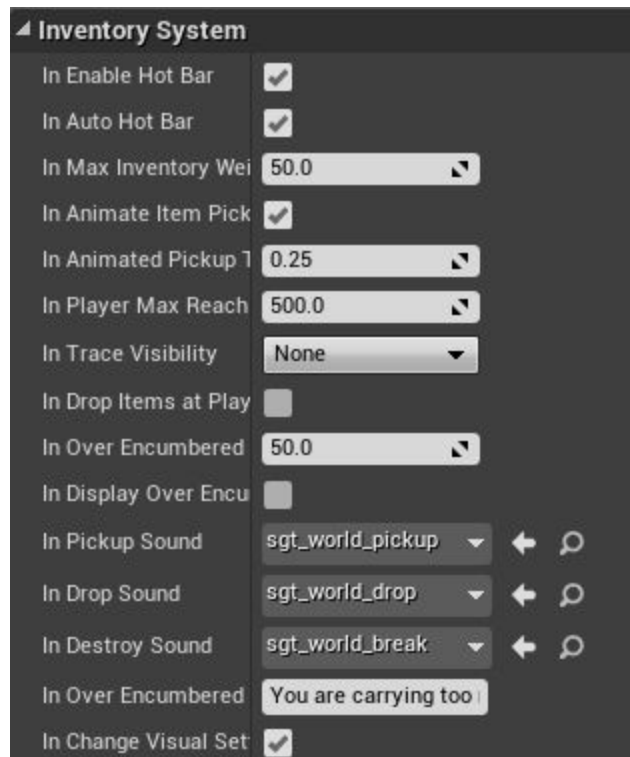 Inventory System
In Enable Hot Bar
In Auto Hot Bar
In Max Inventory Wei 50.0
In Animate Item Pick
In Animated Pickup T 0.25
In Player Max Reach 500.0
In Trace Visibility None
In Drop Items at Play
In Over Encumbered 50.0
In Display Over Encu
In Pickup Sound sgt_world_pickup
In Drop Sound sgt_world_drop
In Destroy Sound sgt_world_break
In Over Encumbered You are carrying too
In Change Visual Set